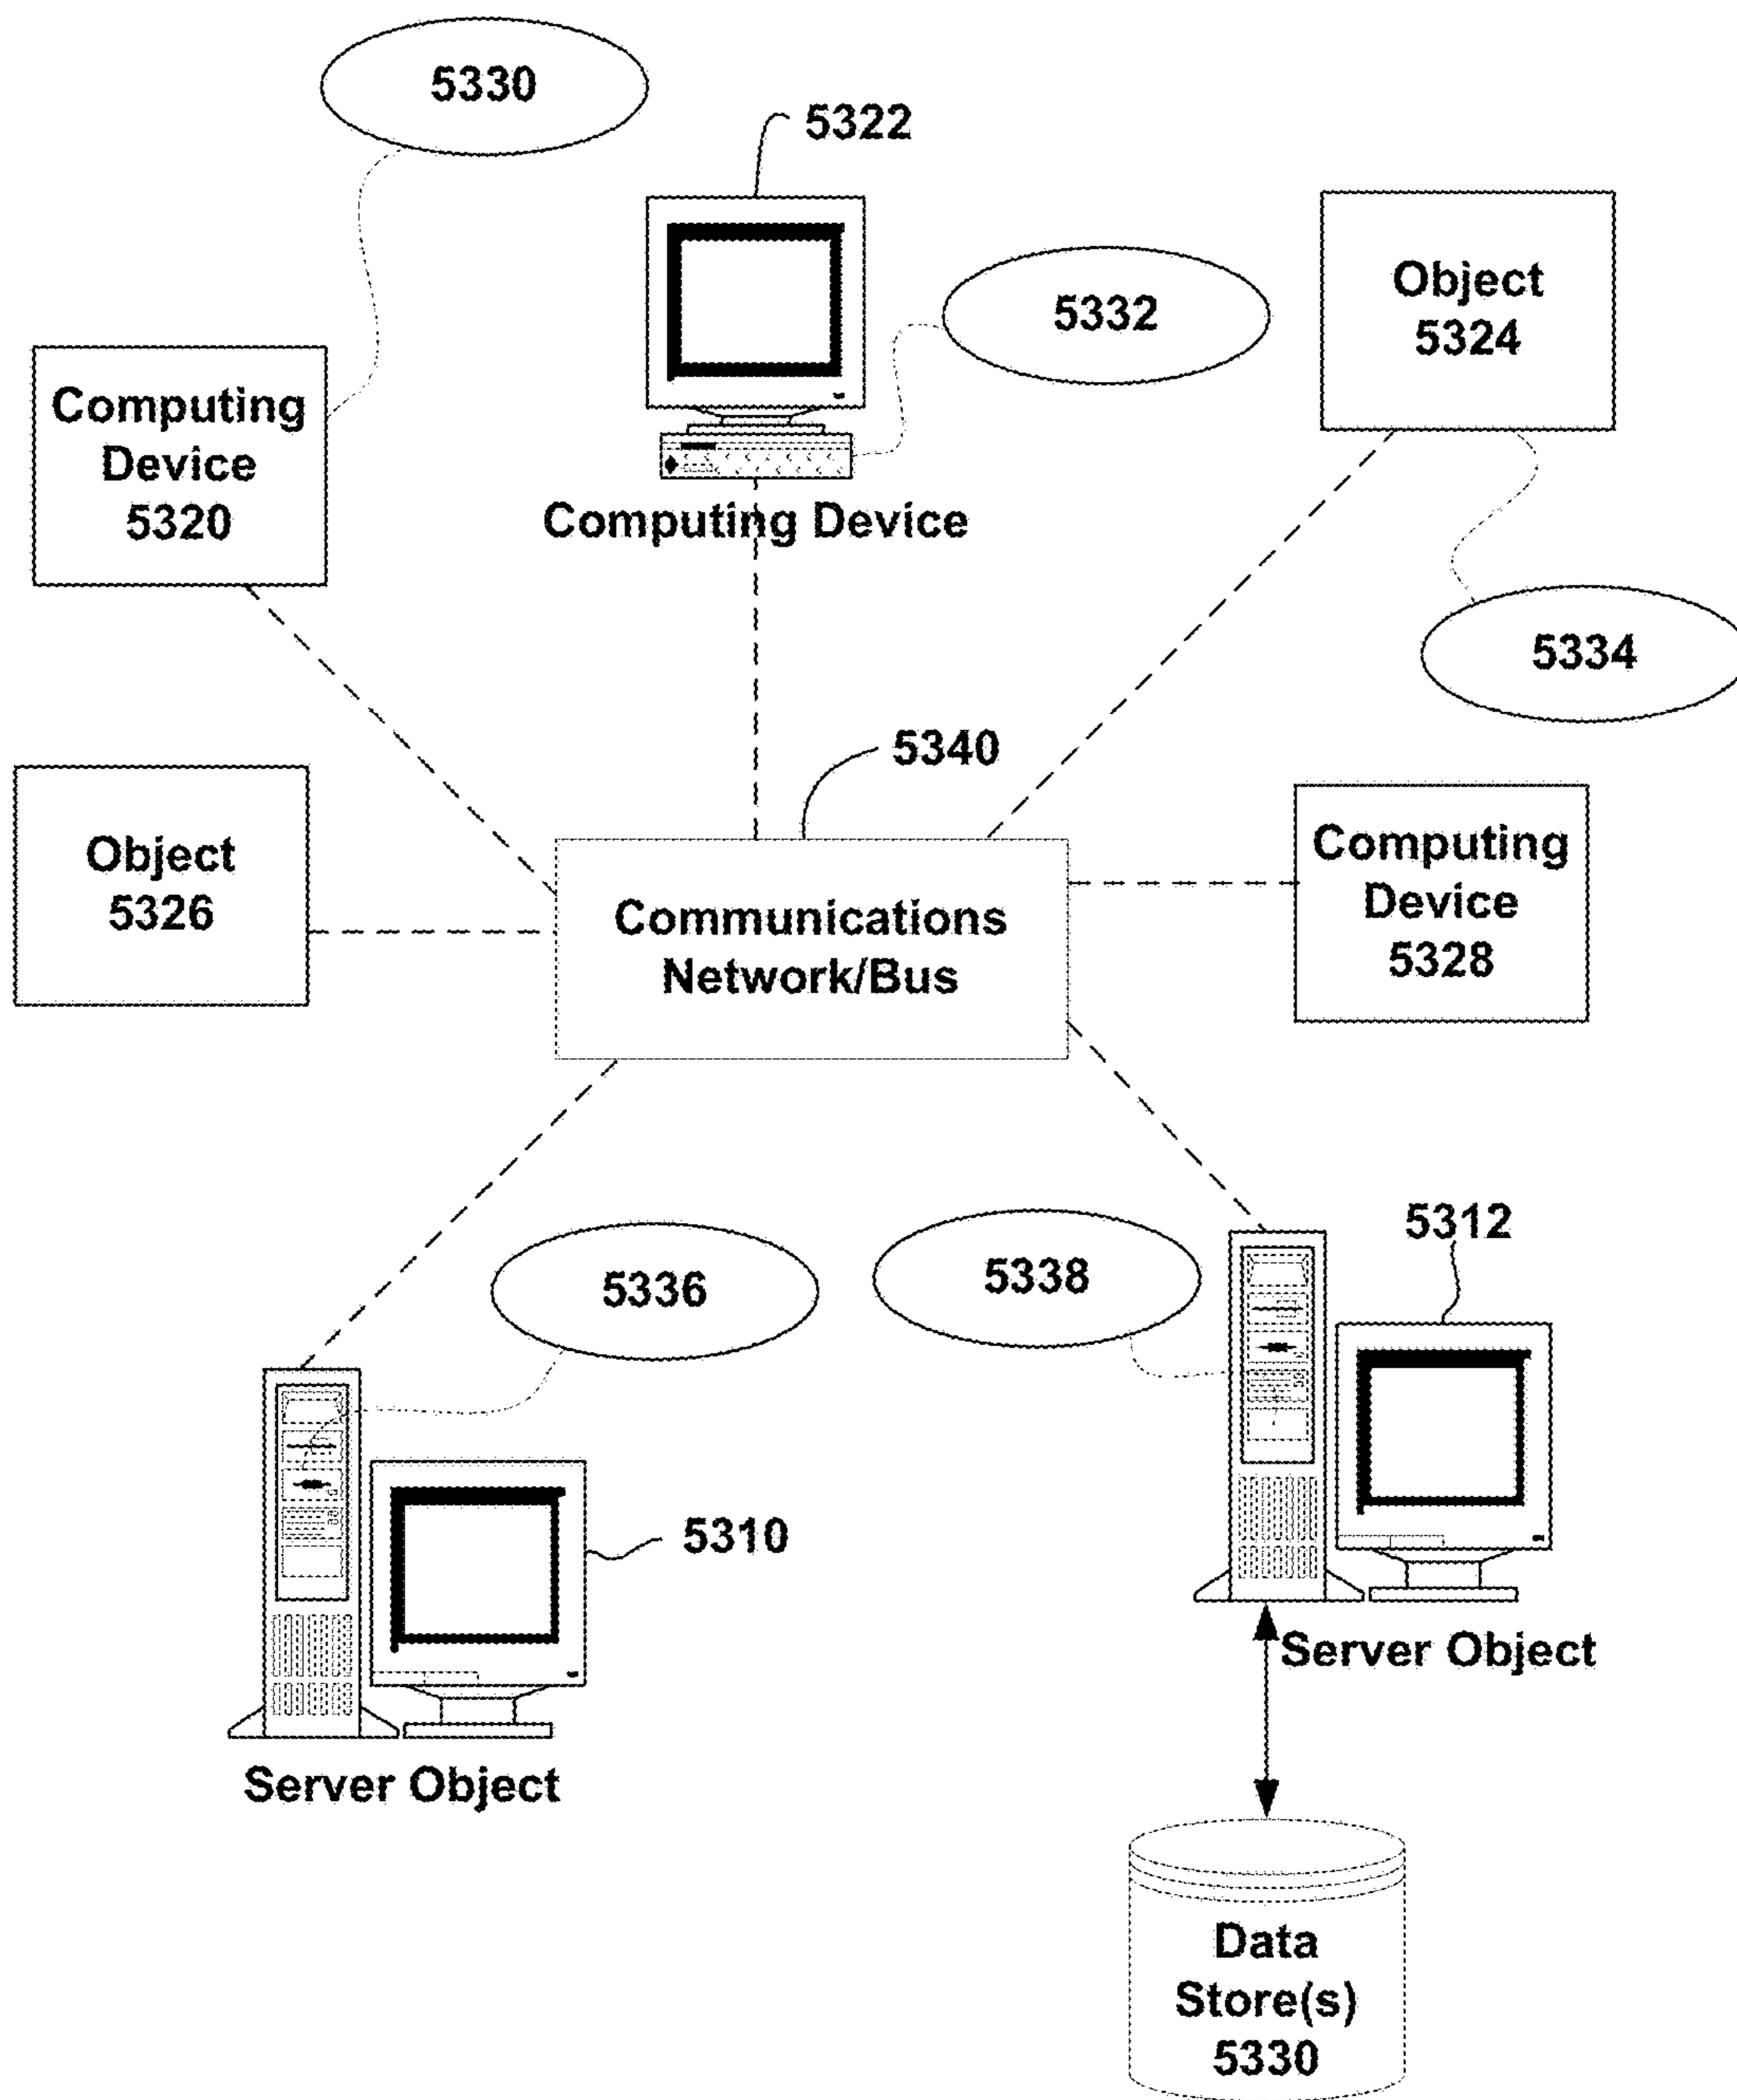 5330
5322
5332
Object
5324
Computing
Device
5320
Computing Device
5334
5340
Object
5326
Communications
Network/Bus
Computing
Device
5328
5336
5338
5312
5310
Server Object
Server Object
Data
Store(s)
5330